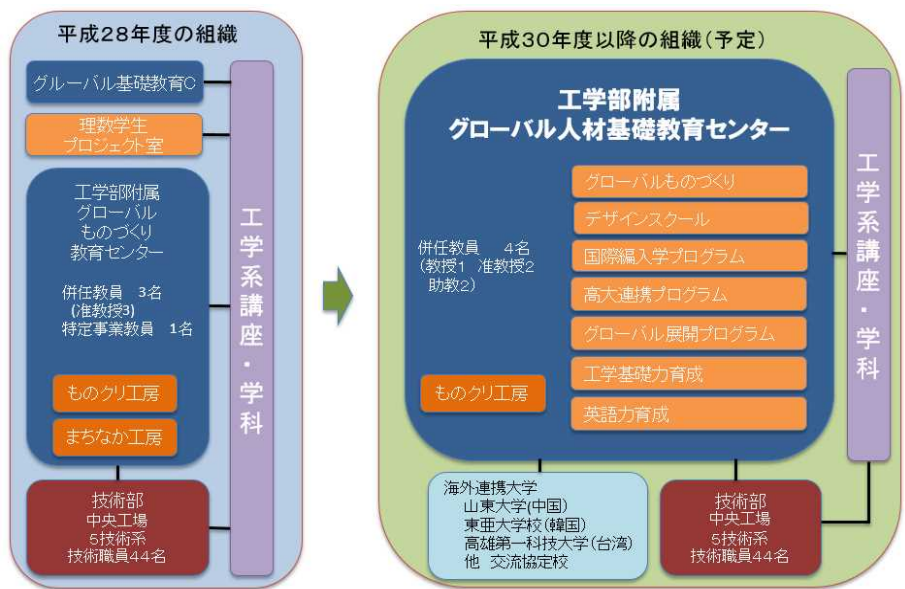 平成28年度の組織
グルーバル基礎教育C
理数学生
プロジェクト室
工学部附属
グローバル
ものづくり
教育センター
併任教員 3名
(准教授3)
特定事業教員 1名
ものクリ工房
まちなか工房
技術部
中央工場
5技術系
技術職員44名
工学系講座・学科
平成30年度以降の組織(予定)
工学部附属
グローバル人材基礎教育センター
併任教員 4名
(教授1 准教授2
助教2)
ものクリ工房
グローバルものづくり
デザインスクール
国際編入学プログラム
高大連携プログラム
グローバル展開プログラム
工学基礎力育成
英語力育成
海外連携大学
山東大学(中国)
東亜大学校(韓国)
高雄第一科技大学(台湾)
他 交流協定校
技術部
中央工場
5技術系
技術職員44名
工学系講座・学科